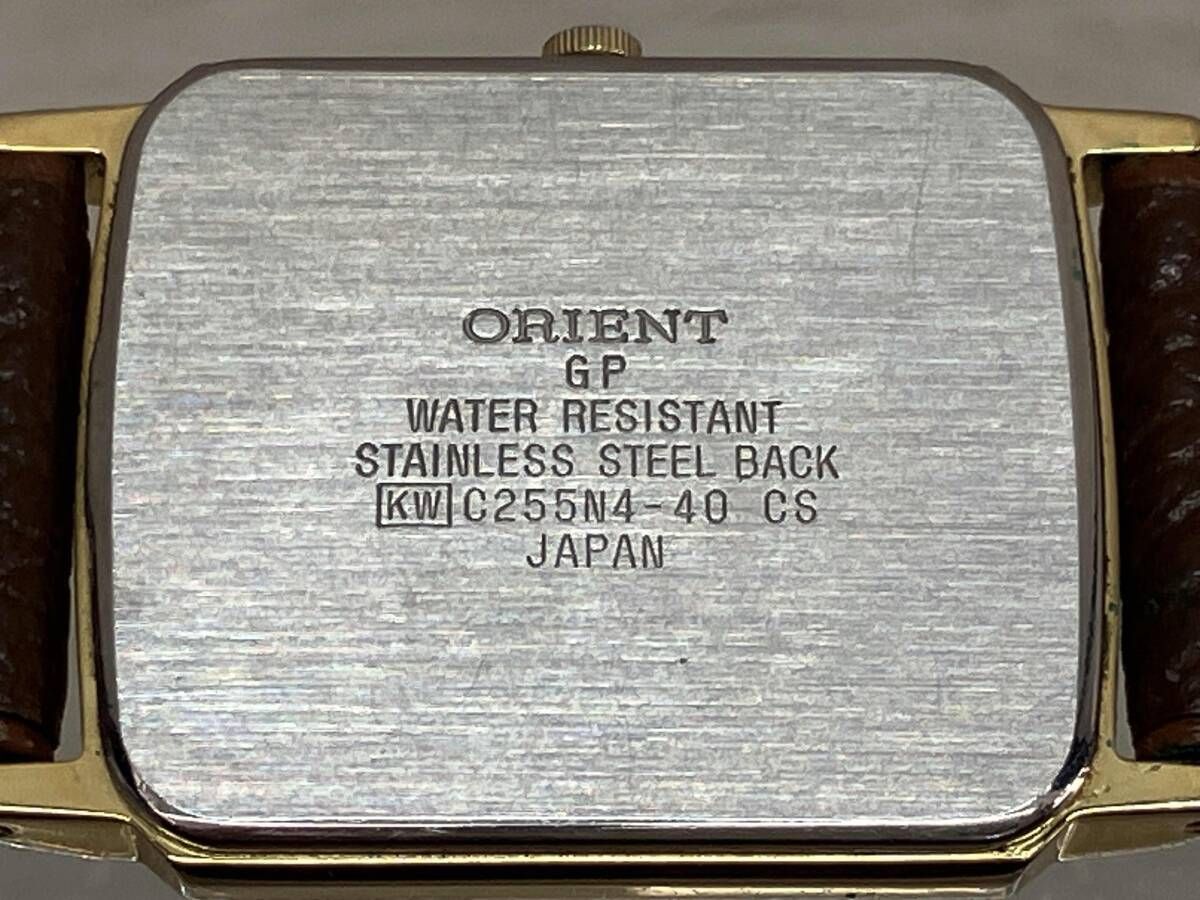 ORIENT
GP
WATER RESISTANT
STAINLESS STEEL BACK
KW C255N4-40 CS
JAPAN